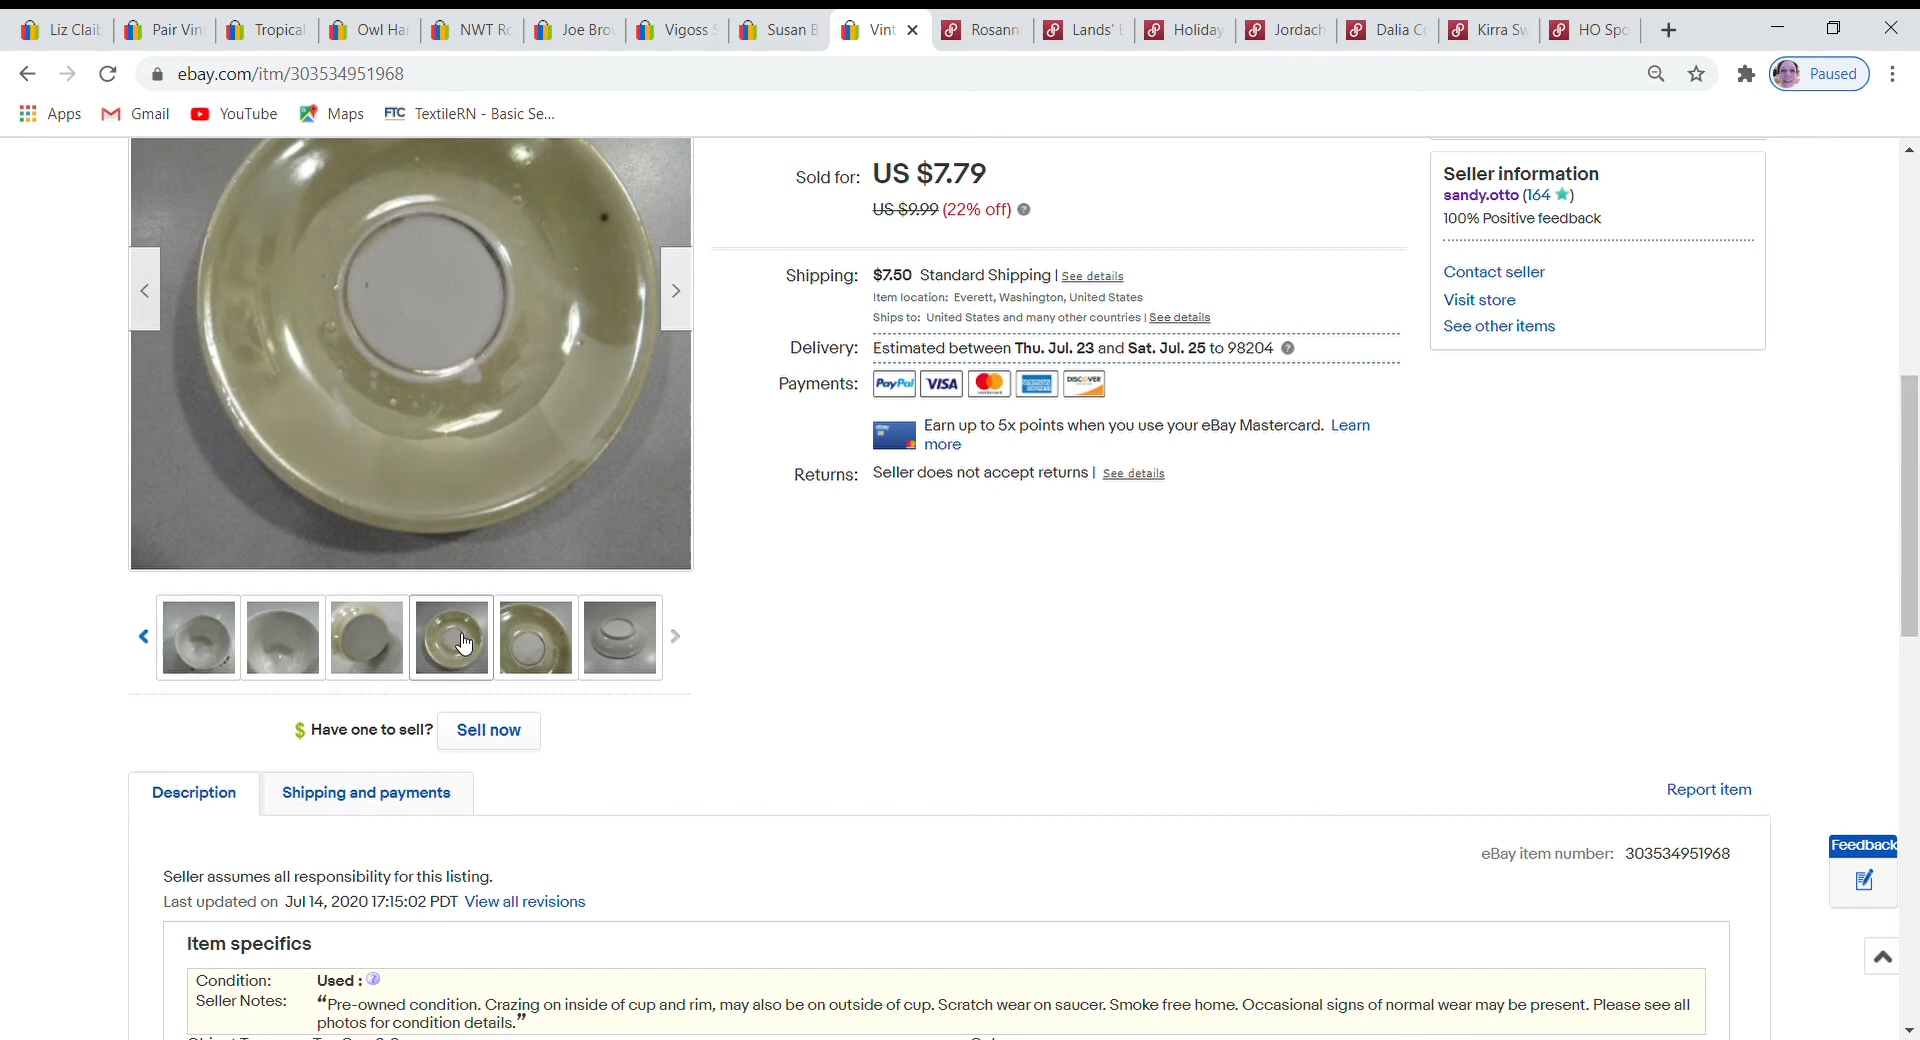 Liz Claib
Pair Vin
Tropical
Owl Har
NWT Ro
Joe Brov
Vigoss S
Susan B
Vint
Rosann
Lands' E
Holiday
Jordach
Dalia Co
Kirra Sw
HO Spo
ebay.com/itm/303534951968
Paused
Apps
Gmail
YouTube
Maps
FTC TextileRN - Basic Se...
Sold for: US $7.79
US $9.99 (22% off)
Shipping: $7.50 Standard Shipping | See details
Item location: Everett, Washington, United States
Ships to: United States and many other countries | See details
Delivery: Estimated between Thu. Jul. 23 and Sat. Jul. 25 to 98204
Payments: PayPal VISA DISCOVER
Earn up to 5x points when you use your eBay Mastercard. Learn
more
Returns: Seller does not accept returns | See details
Seller information
sandy.otto (164)
100% Positive feedback
Contact seller
Visit store
See other items
$ Have one to sell? Sell now
Description
Shipping and payments
Report item
eBay item number: 303534951968
Seller assumes all responsibility for this listing.
Last updated on Jul 14, 2020 17:15:02 PDT View all revisions
Item specifics
Condition: Used :
Seller Notes: “Pre-owned condition. Crazing on inside of cup and rim, may also be on outside of cup. Scratch wear on saucer. Smoke free home. Occasional signs of normal wear may be present. Please see all
photos for condition details.”
Feedback